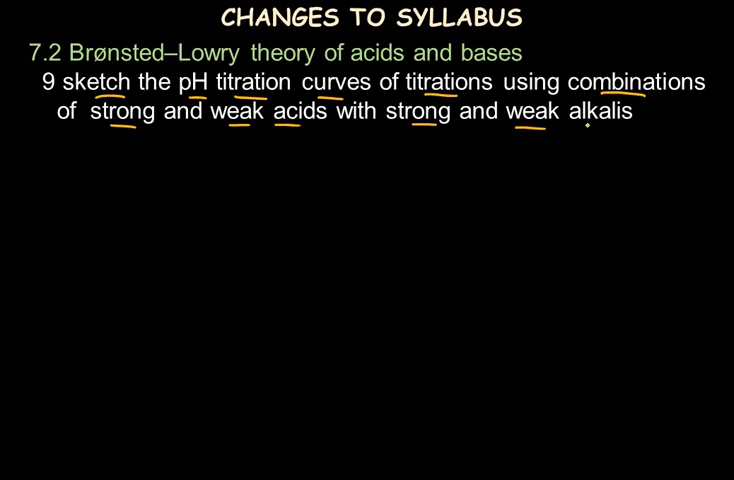 CHANGES TO SYLLABUS
7.2 Brønsted–Lowry theory of acids and bases
9 sketch the pH titration curves of titrations using combinations
of strong and weak acids with strong and weak alkalis